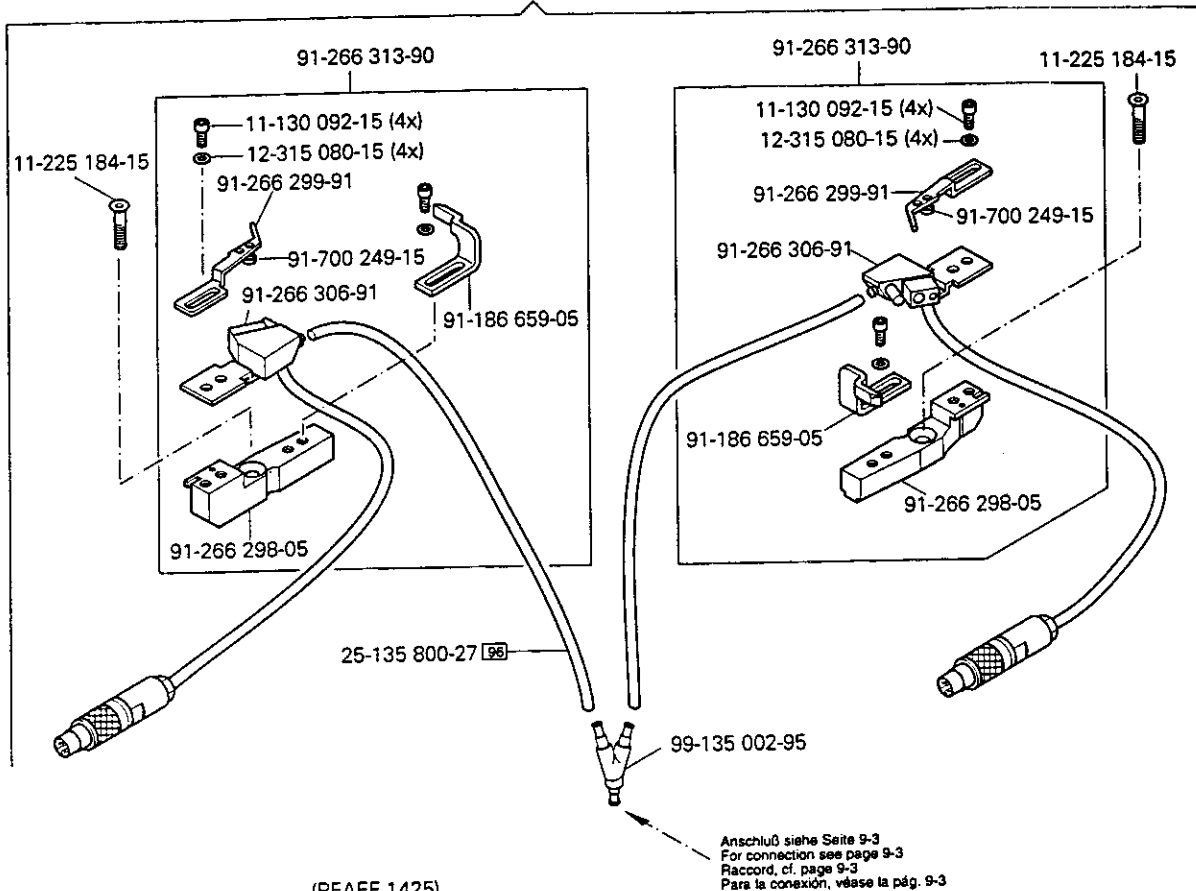 91-266 313-90
91-266 313-90
11-225 184-15
11-130 092-15 (4x)
12-315 080-15 (4x)
91-266 299-91
11-225 184-15
91-700 249-15
91-266 306-91
91-186 659-05
91-266 298-05
11-130 092-15 (4x)
12-315 080-15 (4x)
91-266 299-91
91-700 249-15
91-266 306-91
91-186 659-05
91-266 298-05
25-135 800-27 96
99-135 002-95
Anschluß siehe Seite 9-3
For connection see page 9-3
Raccord, cf. page 9-3
Para la conexión, véase la pág. 9-3
(PFAFF 1425)